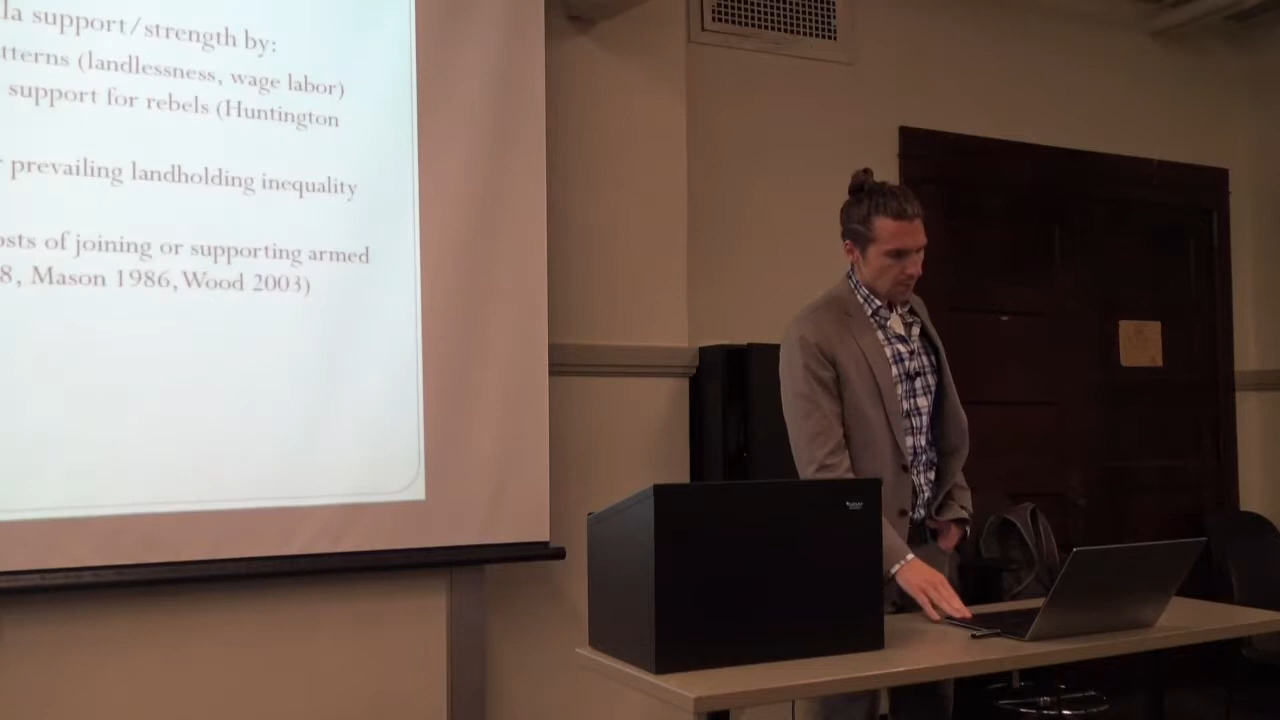 la support/strength by:
tterns (landlessness, wage labor)
support for rebels (Huntington
prevailing landholding inequality
osts of joining or supporting armed
8, Mason 1986, Wood 2003)